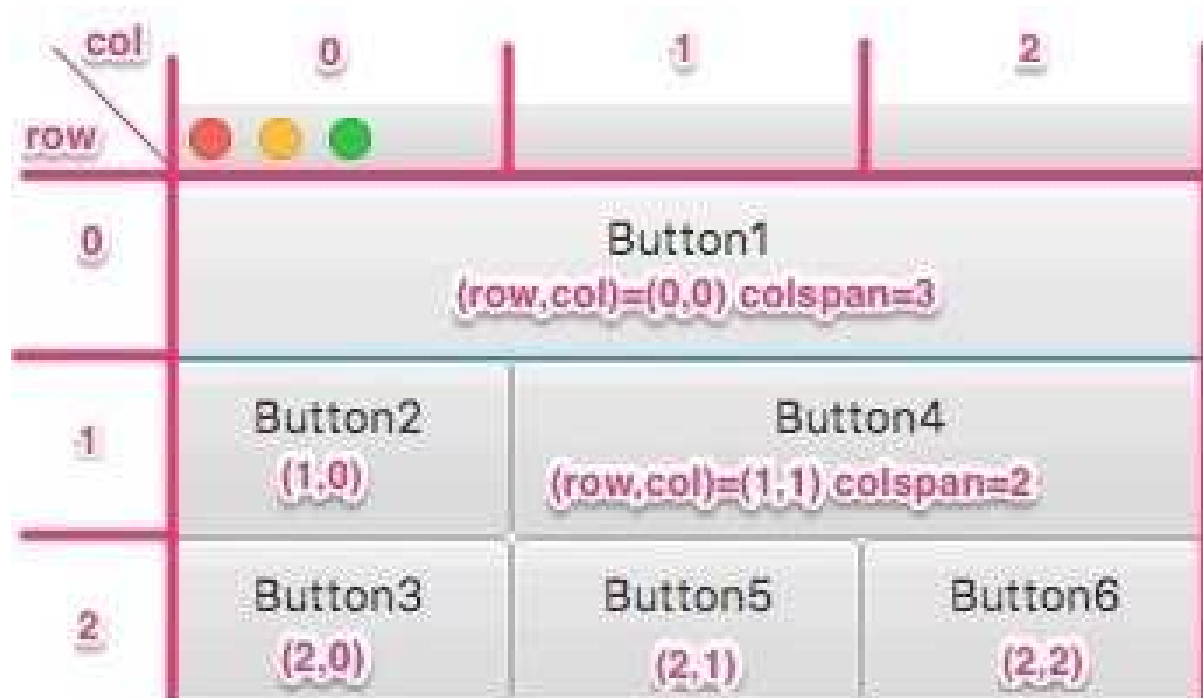 col
0
1
2
row
0
Button1
(row,col)=(0,0) colspan=3
1
Button2
Button4
(1,0)
(row,col)=(1,1) colspan=2
2
Button3
Button5
Button6
(2,0)
(2,1)
(2,2)